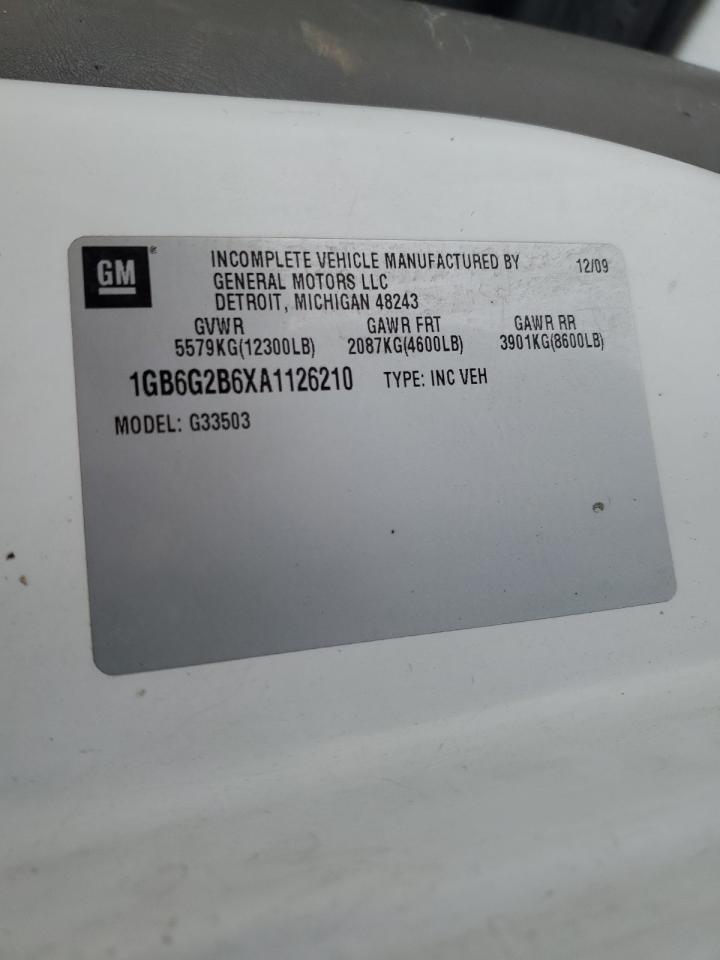 GM® INCOMPLETE VEHICLE MANUFACTURED BY 12/09
GENERAL MOTORS LLC
DETROIT, MICHIGAN 48243
GVWR GAWR FRT GAWR RR
5579KG(12300LB) 2087KG(4600LB) 3901KG(8600LB)
1GB6G2B6XA1126210 TYPE: INC VEH
MODEL: G33503